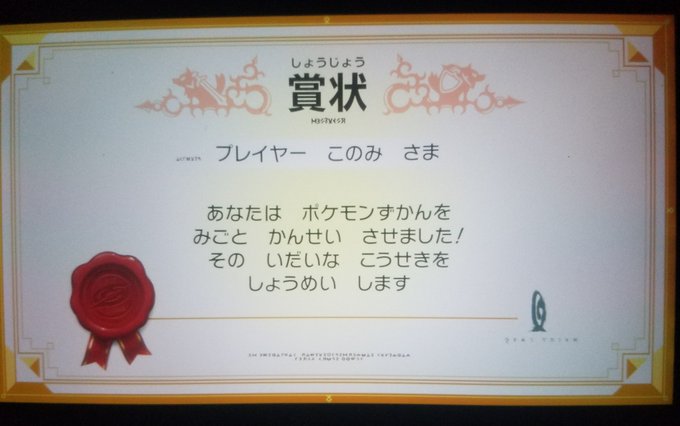 しょうじょう
賞状
プレイヤー　このみ　さま
あなたは　ポケモンずかんを
みごと　かんせい　させました!
その　いだいな　こうせきを
しょうめい　します